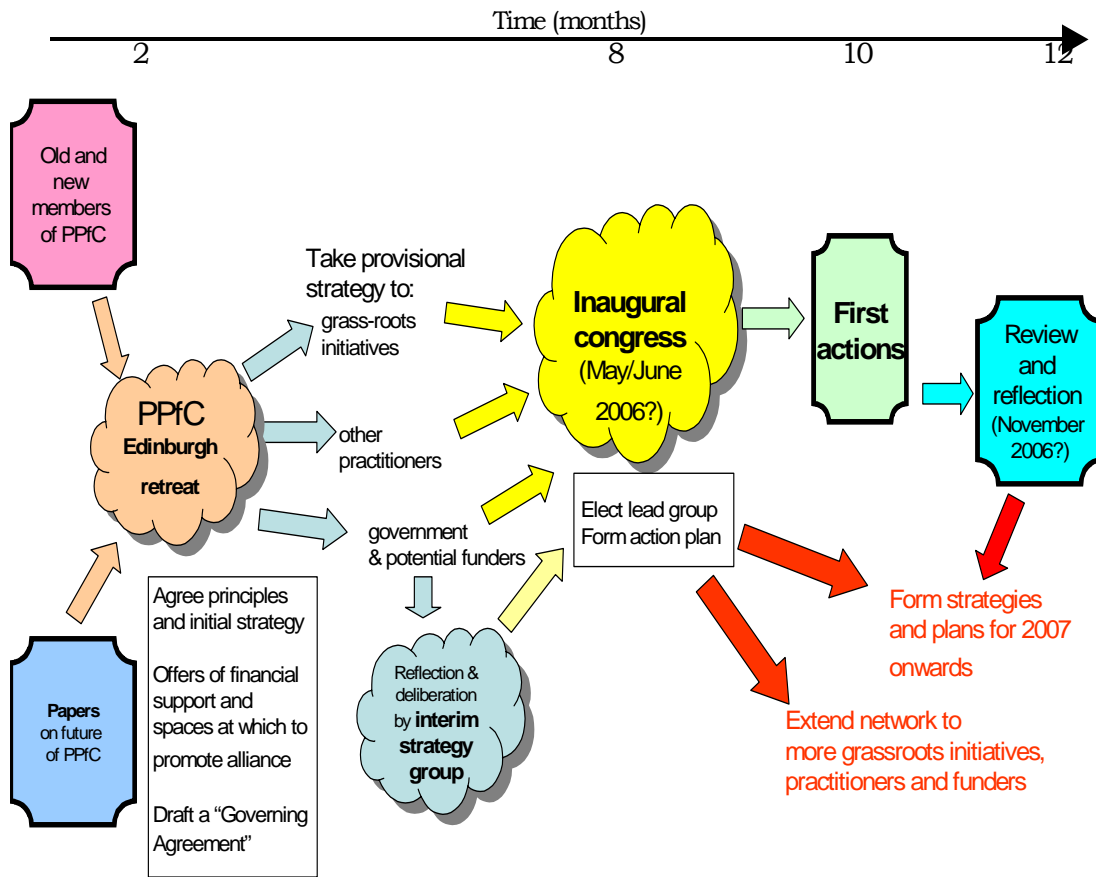 Time (months)
2
8
10
12
Old and
new
members
of PPfC
PPfC
Edinburgh
retreat
Papers
on future
of PPfC
Agree principles
and initial strategy
Offers of financial
support and
spaces at which to
promote alliance
Draft a “Governing
Agreement”
Take provisional
strategy to:
grass-roots
initiatives
other
practitioners
government
& potential funders
Reflection &
deliberation
by interim
strategy
group
Inaugural
congress
(May/June
2006?)
Elect lead group
Form action plan
First
actions
Review
and
reflection
(November
2006?)
Form strategies
and plans for 2007
onwards
Extend network to
more grassroots initiatives,
practitioners and funders